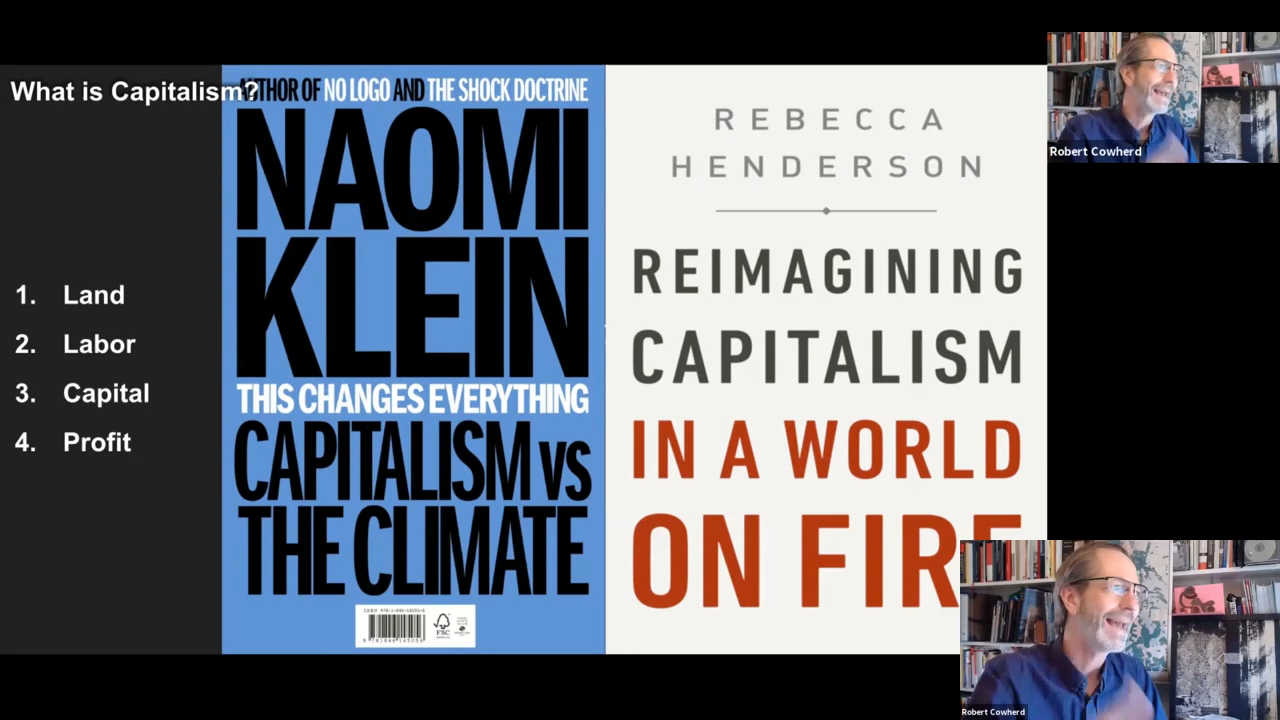 What is Capitalism?
1. Land
2. Labor
3. Capital
4. Profit
AUTHOR OF NO LOGO AND THE SHOCK DOCTRINE
NAOMI
KLEIN
THIS CHANGES EVERYTHING
CAPITALISM vs
THE CLIMATE
FSC
REBECCA
HENDERSON
REIMAGINING
CAPITALISM
IN A WORLD
ON FIRE
Robert Cowherd
Robert Cowherd